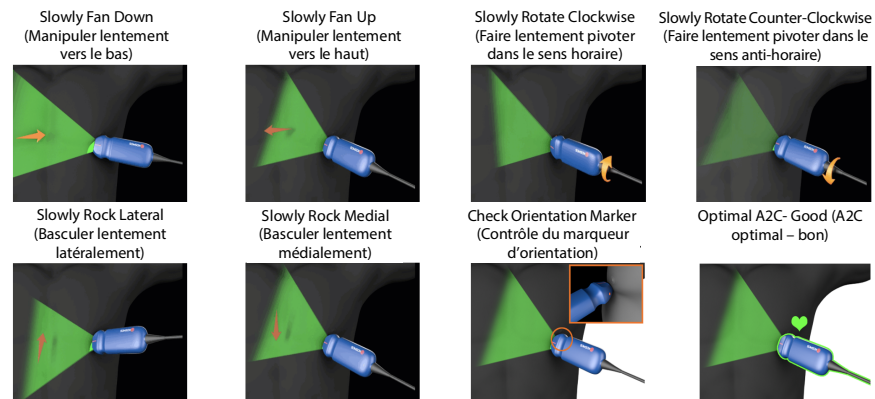 Slowly Fan Down
(Manipuler lentement
vers le bas)
Slowly Fan Up
(Manipuler lentement
vers le haut)
Slowly Rotate Clockwise
(Faire lentement pivoter
dans le sens horaire)
Slowly Rotate Counter-Clockwise
(Faire lentement pivoter dans le
sens anti-horaire)
Slowly Rock Lateral
(Basculer lentement
latéralement)
Slowly Rock Medial
(Basculer lentement
médialement)
Check Orientation Marker
(Contrôle du marqueur
d’orientation)
Optimal A2C- Good (A2C
optimal – bon)